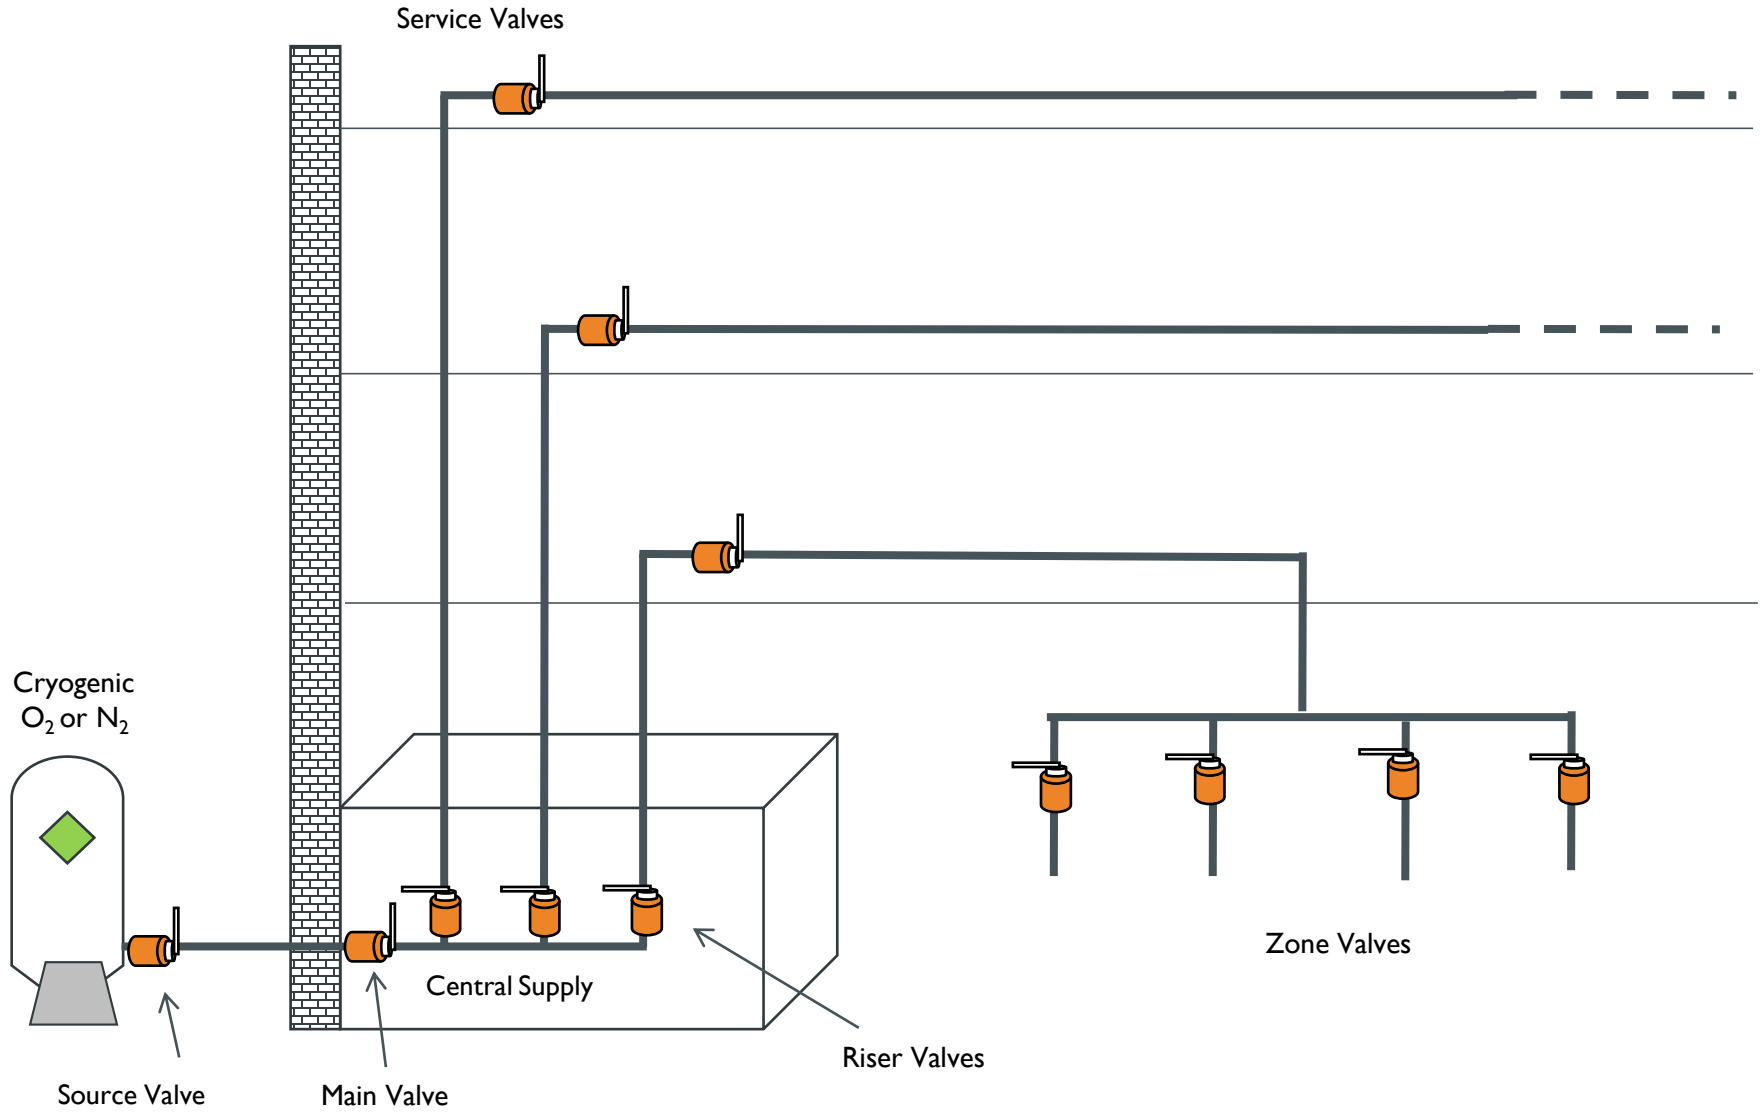 Service Valves
Cryogenic
O₂ or N₂
Zone Valves
Central Supply
Riser Valves
Source Valve
Main Valve